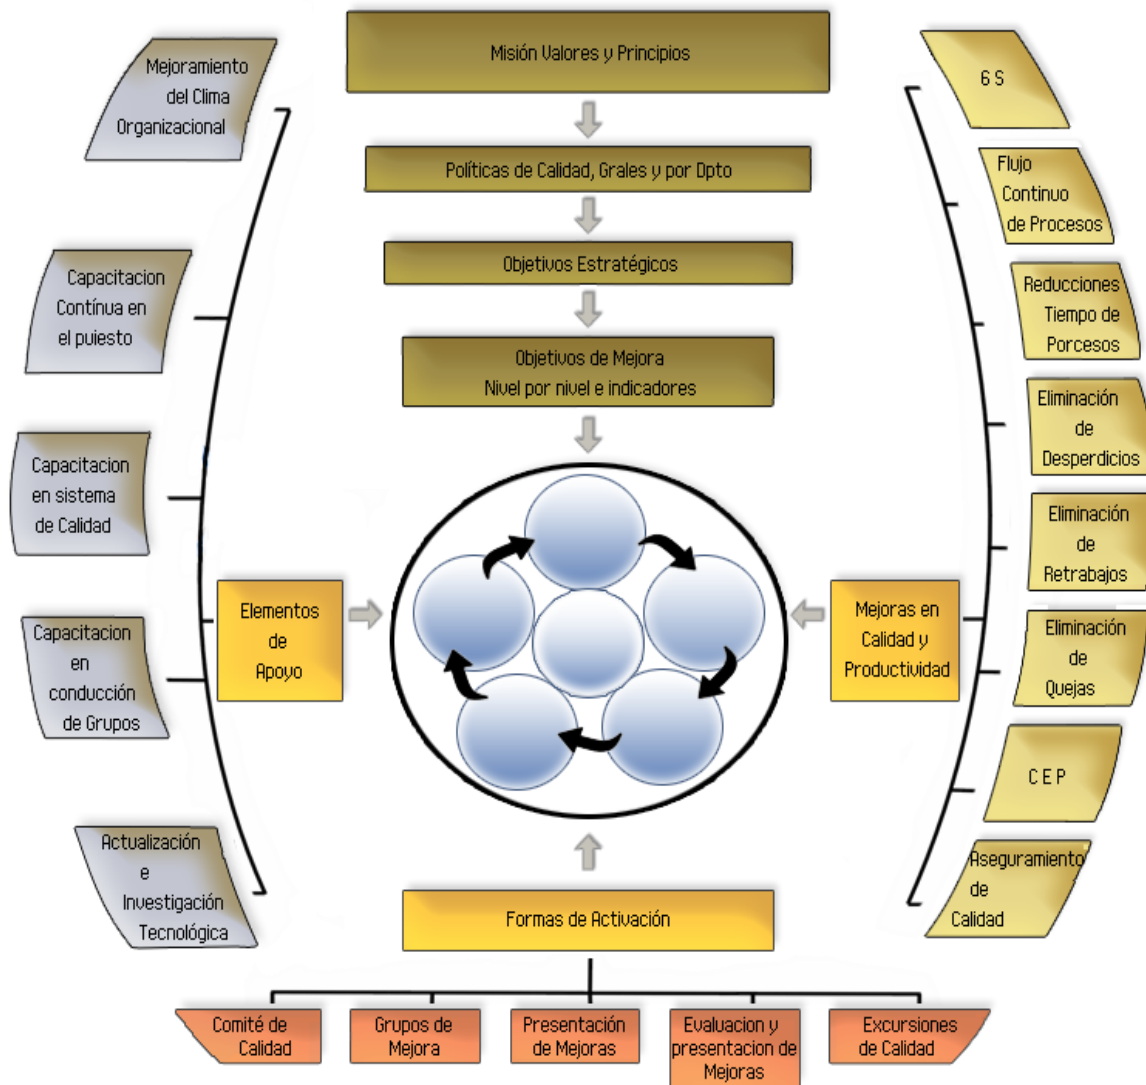 Misión Valores y Principios
Políticas de Calidad, Grales y por Dpto
Objetivos Estratégicos
Objetivos de Mejora
Nivel por nivel e indicadores
Mejoramiento
del Clima
Organizacional
Capacitacion
Contínua en
el puiesto
Capacitacion
en sistema
de Calidad
Capacitacion
en
conducción
de Grupos
Actualización
e
Investigación
Tecnológica
Elementos
de
Apoyo
Mejoras en
Calidad y
Productividad
6 S
Flujo
Continuo
de Procesos
Reducciones
Tiempo de
Porcesos
Eliminación
de
Desperdicios
Eliminación
de
Retrabajos
Eliminación
de
Quejas
C E P
Aseguramiento
de
Calidad
Formas de Activación
Comité de
Calidad
Grupos de
Mejora
Presentación
de Mejoras
Evaluacion y
presentacion de
Mejoras
Excursiones
de Calidad